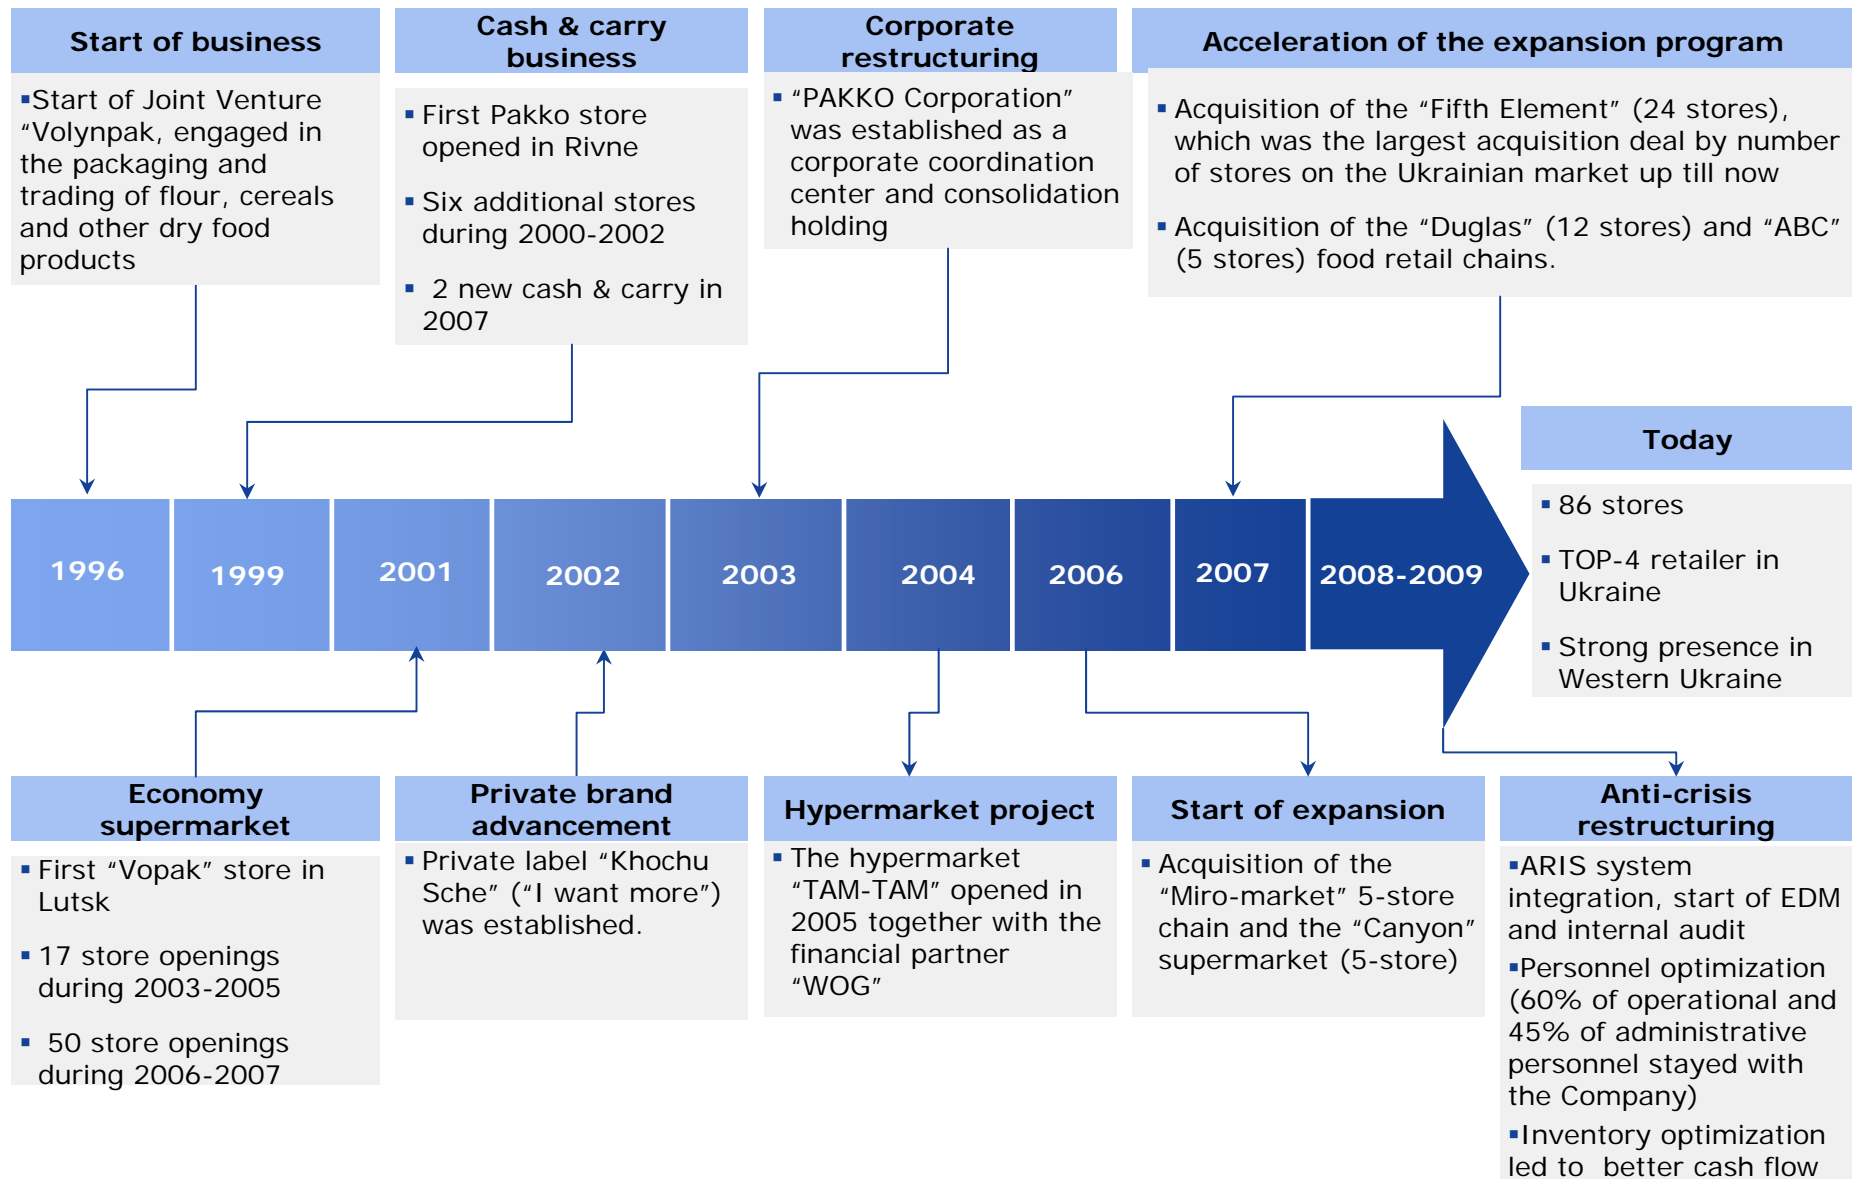 Start of business
▪Start of Joint Venture
“Volynpak, engaged in
the packaging and
trading of flour, cereals
and other dry food
products
Cash & carry
business
▪ First Pakko store
opened in Rivne
▪ Six additional stores
during 2000-2002
▪ 2 new cash & carry in
2007
Corporate
restructuring
▪ “PAKKO Corporation”
was established as a
corporate coordination
center and consolidation
holding
Acceleration of the expansion program
▪ Acquisition of the “Fifth Element” (24 stores),
which was the largest acquisition deal by number
of stores on the Ukrainian market up till now
▪ Acquisition of the “Duglas” (12 stores) and “ABC”
(5 stores) food retail chains.
1996
1999
2001
2002
2003
2004
2006
2007
2008-2009
Today
▪ 86 stores
▪ TOP-4 retailer in
Ukraine
▪ Strong presence in
Western Ukraine
Economy
supermarket
▪ First “Vopak” store in
Lutsk
▪ 17 store openings
during 2003-2005
▪ 50 store openings
during 2006-2007
Private brand
advancement
▪ Private label “Khochu
Sche” (“I want more”)
was established.
Hypermarket project
▪ The hypermarket
“TAM-TAM” opened in
2005 together with the
financial partner
“WOG”
Start of expansion
▪ Acquisition of the
“Miro-market” 5-store
chain and the “Canyon”
supermarket (5-store)
Anti-crisis
restructuring
▪ARIS system
integration, start of EDM
and internal audit
▪Personnel optimization
(60% of operational and
45% of administrative
personnel stayed with
the Company)
▪Inventory optimization
led to better cash flow